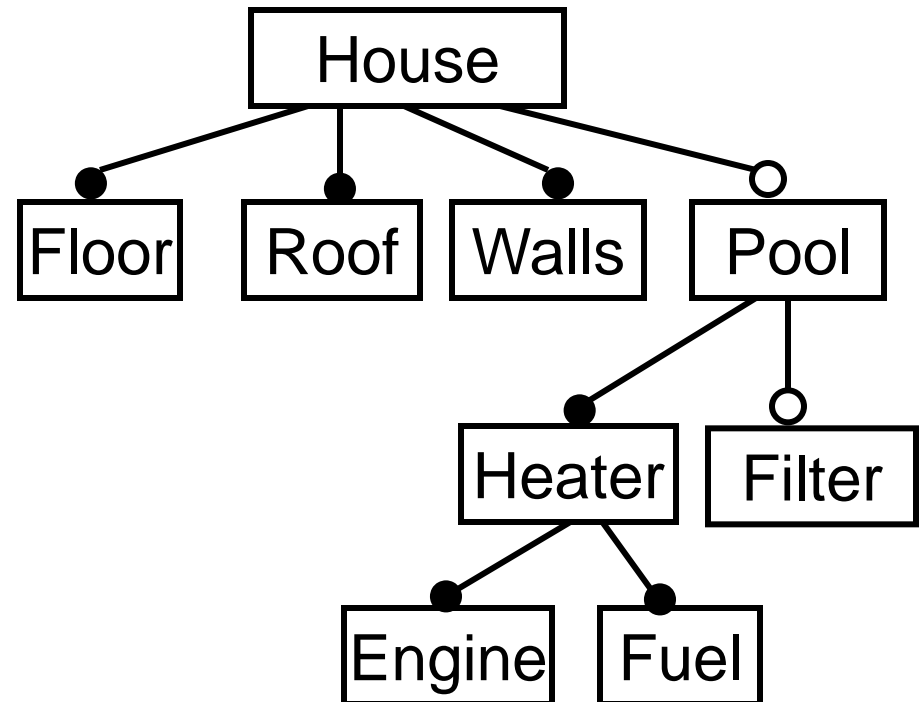 House
Floor
Roof
Walls
Pool
Heater
Filter
Engine
Fuel